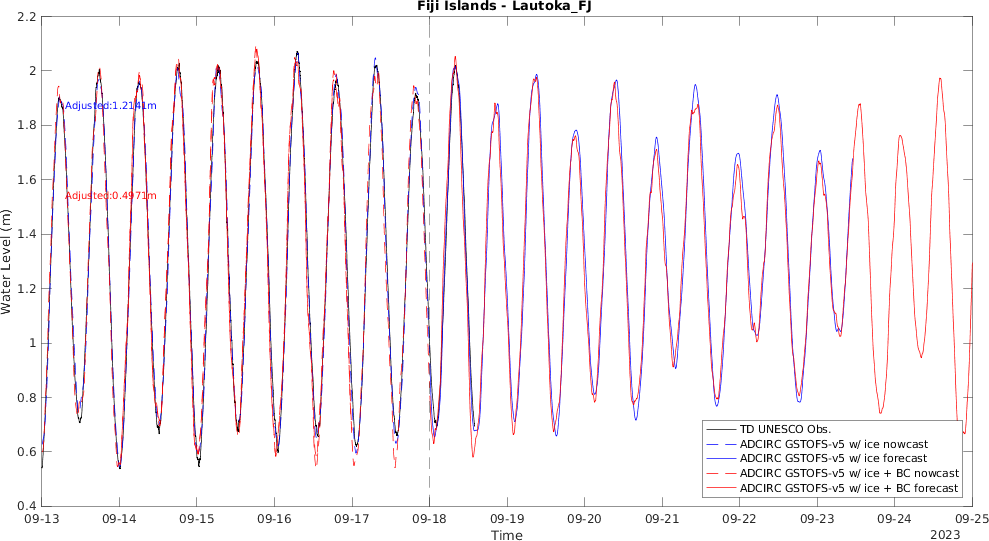 Fiji Islands - Lautoka_FJ
2.2
2
1.8
1.6
1.4
1.2
1
0.8
0.6
0.4
Water Level (m)
Adjusted:1.2141m
Adjusted:0.4971m
TD UNESCO Obs.
ADCIRC GSTOFS-v5 w/ ice nowcast
ADCIRC GSTOFS-v5 w/ ice forecast
ADCIRC GSTOFS-v5 w/ ice + BC nowcast
ADCIRC GSTOFS-v5 w/ ice + BC forecast
09-13 09-14 09-15 09-16 09-17 09-18 09-19 09-20 09-21 09-22 09-23 09-24 09-25
Time
2023